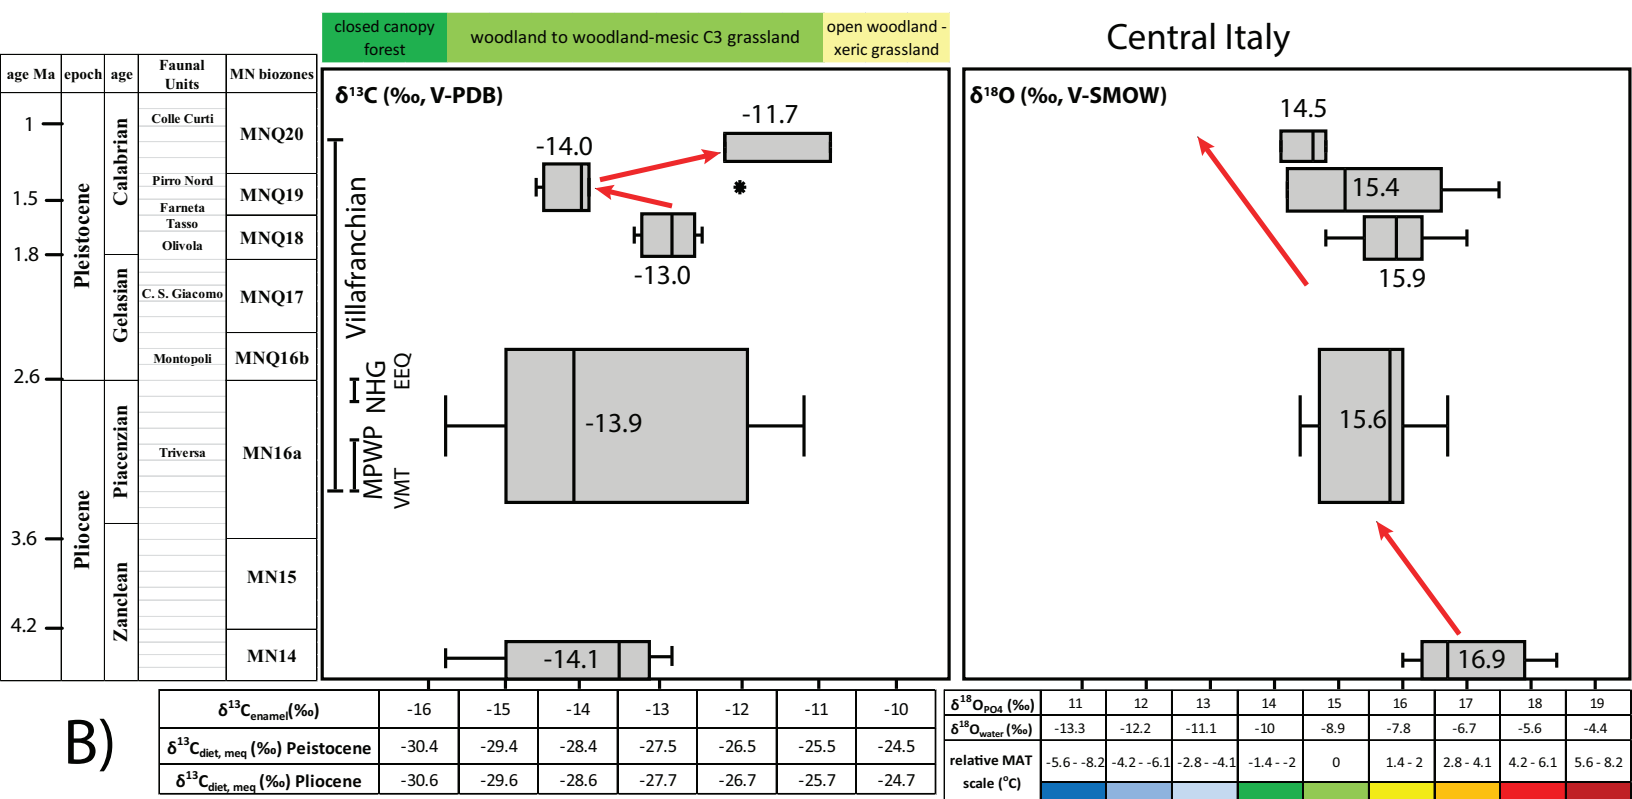 closed canopy forest
woodland to woodland-mesic C3 grassland
open woodland - xeric grassland
Central Italy
age Ma epoch age Faunal Units MN biozones
δ¹³C (‰, V-PDB)
δ¹⁸O (‰, V-SMOW)
1
1.5
1.8
2.6
3.6
4.2
Pleistocene
Pliocene
Calabrian
Gelasian
Piacenzian
Zanclean
Colle Curti
Pirro Nord
Farneta
Tasso
Olivola
C. S. Giacomo
Montopoli
Triversa
MNQ20
MNQ19
MNQ18
MNQ17
MNQ16b
MN16a
MN15
MN14
Villafranchian
NHG
EEQ
MPWP
VMT
-11.7
-14.0
*
-13.0
-13.9
-14.1
14.5
15.4
15.9
15.6
16.9
B)
δ¹³Cenamel(‰) -16 -15 -14 -13 -12 -11 -10
δ¹³Cdiet, meq (‰) Peistocene -30.4 -29.4 -28.4 -27.5 -26.5 -25.5 -24.5
δ¹³Cdiet, meq (‰) Pliocene -30.6 -29.6 -28.6 -27.7 -26.7 -25.7 -24.7
δ¹⁸OPO4 (‰) 11 12 13 14 15 16 17 18 19
δ¹⁸Owater (‰) -13.3 -12.2 -11.1 -10 -8.9 -7.8 -6.7 -5.6 -4.4
relative MAT scale (°C) -5.6 - -8.2 -4.2 - -6.1 -2.8 - -4.1 -1.4 - -2 0 1.4 - 2 2.8 - 4.1 4.2 - 6.1 5.6 - 8.2